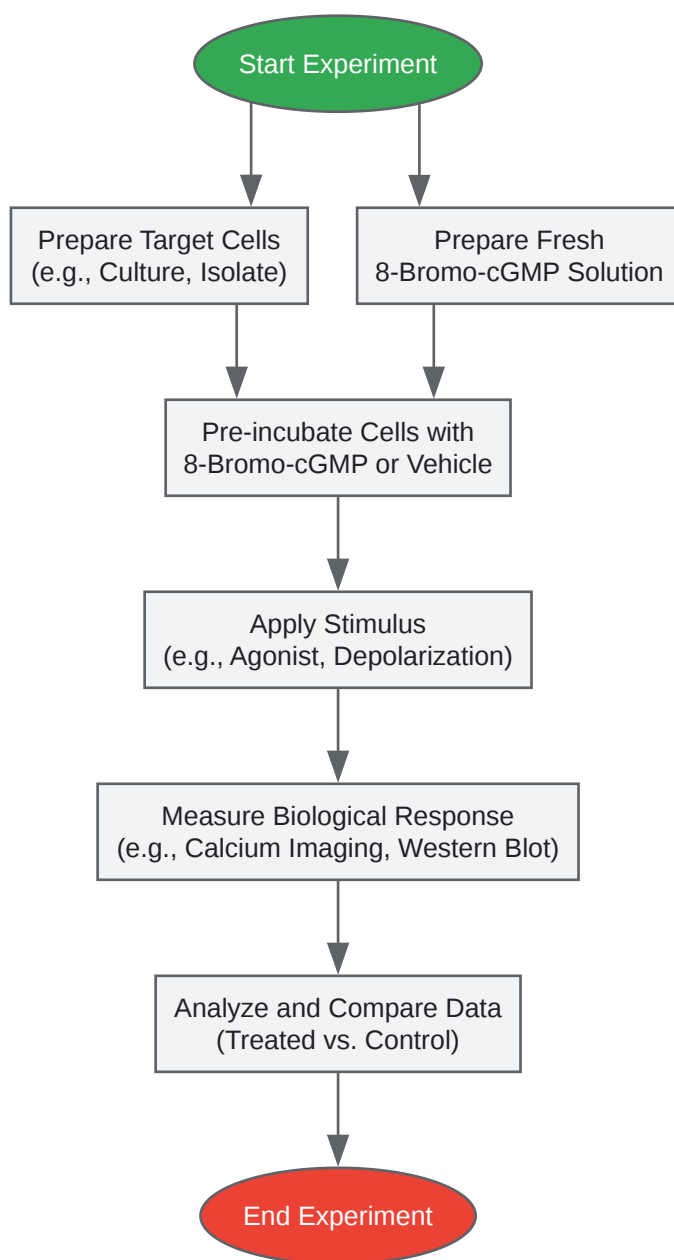 Start Experiment
Prepare Target Cells
(e.g., Culture, Isolate)
Prepare Fresh
8-Bromo-cGMP Solution
Pre-incubate Cells with
8-Bromo-cGMP or Vehicle
Apply Stimulus
(e.g., Agonist, Depolarization)
Measure Biological Response
(e.g., Calcium Imaging, Western Blot)
Analyze and Compare Data
(Treated vs. Control)
End Experiment